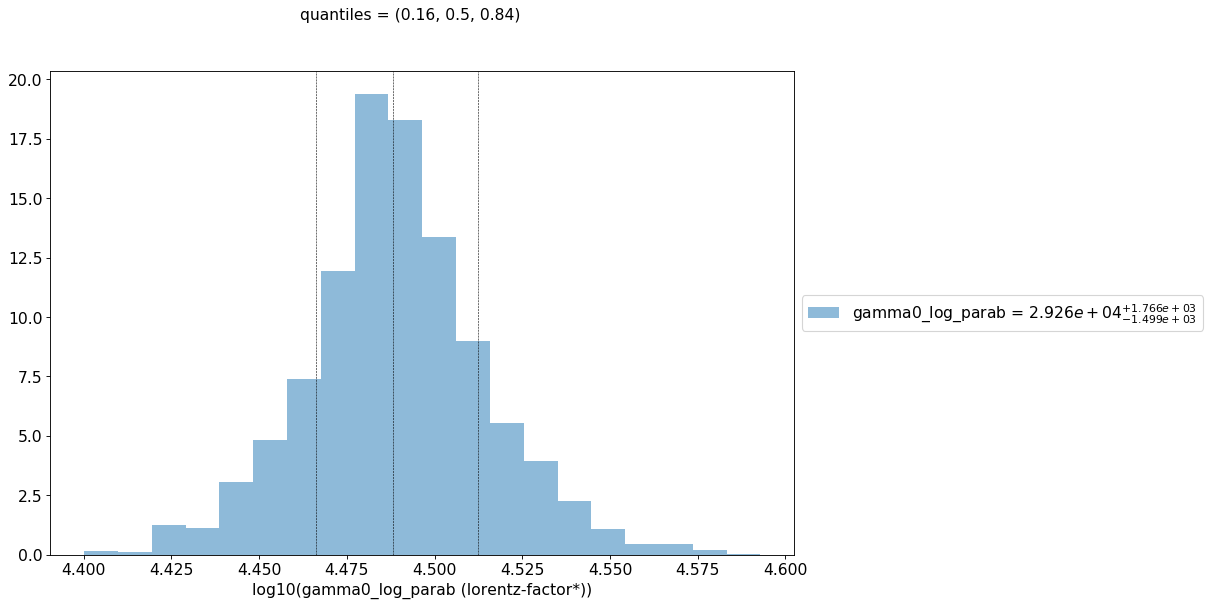 quantiles = (0.16, 0.5, 0.84)
20.0
17.5
15.0
12.5
10.0
7.5
5.0
2.5
0.0
gamma0_log_parab = 2.926e + 04 +1.766e + 03 −1.499e + 03
4.400 4.425 4.450 4.475 4.500 4.525 4.550 4.575 4.600
log10(gamma0_log_parab (lorentz-factor*))